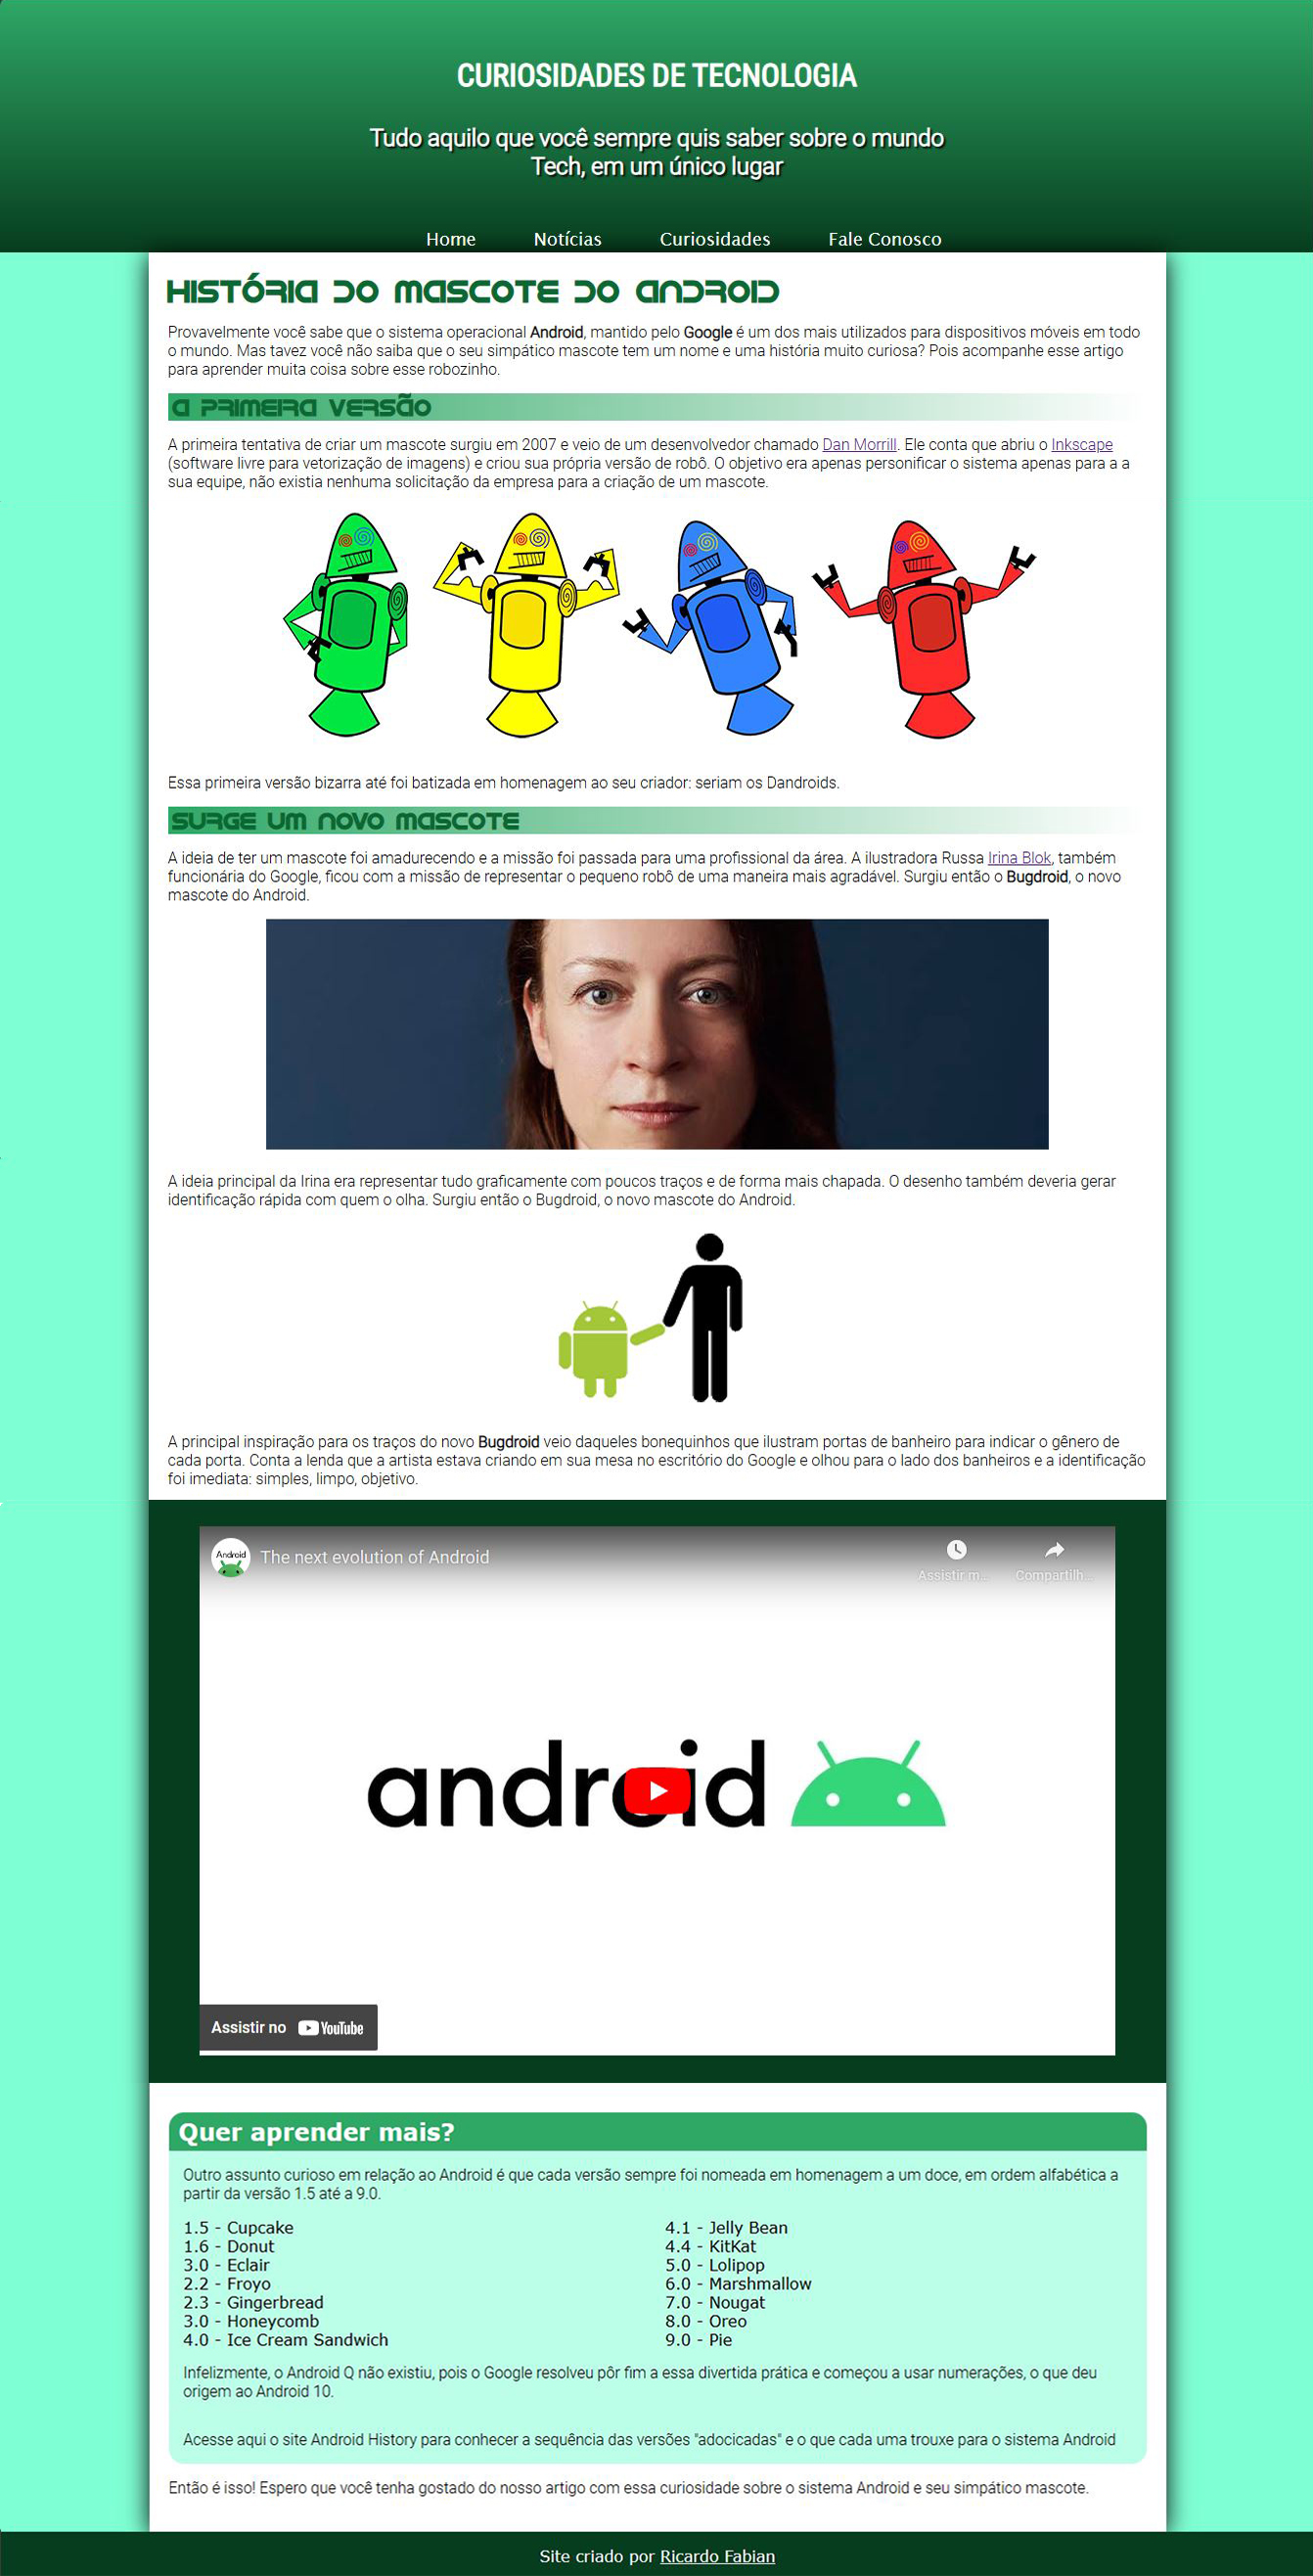 CURIOSIDADES DE TECNOLOGIA
Tudo aquilo que você sempre quis saber sobre o mundo
Tech, em um único lugar
Home Notícias Curiosidades Fale Conosco
HISTÓRIA DO MASCOTE DO ANDROID
Provavelmente você sabe que o sistema operacional Android, mantido pelo Google é um dos mais utilizados para dispositivos móveis em todo
o mundo. Mas tavez você não saiba que o seu simpático mascote tem um nome e uma história muito curiosa? Pois acompanhe esse artigo
para aprender muita coisa sobre esse robozinho.
A PRIMEIRA VERSÃO
A primeira tentativa de criar um mascote surgiu em 2007 e veio de um desenvolvedor chamado Dan Morrill. Ele conta que abriu o Inkscape
(software livre para vetorização de imagens) e criou sua própria versão de robô. O objetivo era apenas personificar o sistema apenas para a a
sua equipe, não existia nenhuma solicitação da empresa para a criação de um mascote.
Essa primeira versão bizarra até foi batizada em homenagem ao seu criador: seriam os Dandroids.
SURGE UM NOVO MASCOTE
A ideia de ter um mascote foi amadurecendo e a missão foi passada para uma profissional da área. A ilustradora Russa Irina Blok, também
funcionária do Google, ficou com a missão de representar o pequeno robô de uma maneira mais agradável. Surgiu então o Bugdroid, o novo
mascote do Android.
A ideia principal da Irina era representar tudo graficamente com poucos traços e de forma mais chapada. O desenho também deveria gerar
identificação rápida com quem o olha. Surgiu então o Bugdroid, o novo mascote do Android.
A principal inspiração para os traços do novo Bugdroid veio daqueles bonequinhos que ilustram portas de banheiro para indicar o gênero de
cada porta. Conta a lenda que a artista estava criando em sua mesa no escritório do Google e olhou para o lado dos banheiros e a identificação
foi imediata: simples, limpo, objetivo.
Android The next evolution of Android
Assistir m... Compartilh...
android
Assistir no YouTube
Quer aprender mais?
Outro assunto curioso em relação ao Android é que cada versão sempre foi nomeada em homenagem a um doce, em ordem alfabética a
partir da versão 1.5 até a 9.0.
1.5 - Cupcake
1.6 - Donut
3.0 - Eclair
2.2 - Froyo
2.3 - Gingerbread
3.0 - Honeycomb
4.0 - Ice Cream Sandwich
4.1 - Jelly Bean
4.4 - KitKat
5.0 - Lolipop
6.0 - Marshmallow
7.0 - Nougat
8.0 - Oreo
9.0 - Pie
Infelizmente, o Android Q não existiu, pois o Google resolveu pôr fim a essa divertida prática e começou a usar numerações, o que deu
origem ao Android 10.
Acesse aqui o site Android History para conhecer a sequência das versões "adocicadas" e o que cada uma trouxe para o sistema Android
Então é isso! Espero que você tenha gostado do nosso artigo com essa curiosidade sobre o sistema Android e seu simpático mascote.
Site criado por Ricardo Fabian